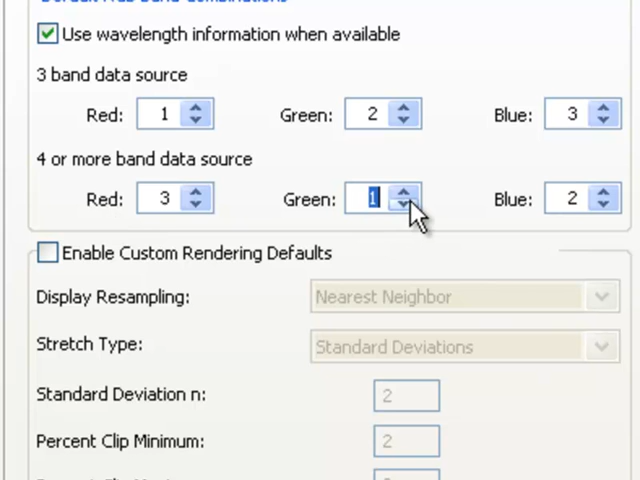 Use wavelength information when available
3 band data source
Red: 1 Green: 2 Blue: 3
4 or more band data source
Red: 3 Green: 1 Blue: 2
Enable Custom Rendering Defaults
Display Resampling: Nearest Neighbor
Stretch Type: Standard Deviations
Standard Deviation n: 2
Percent Clip Minimum: 2